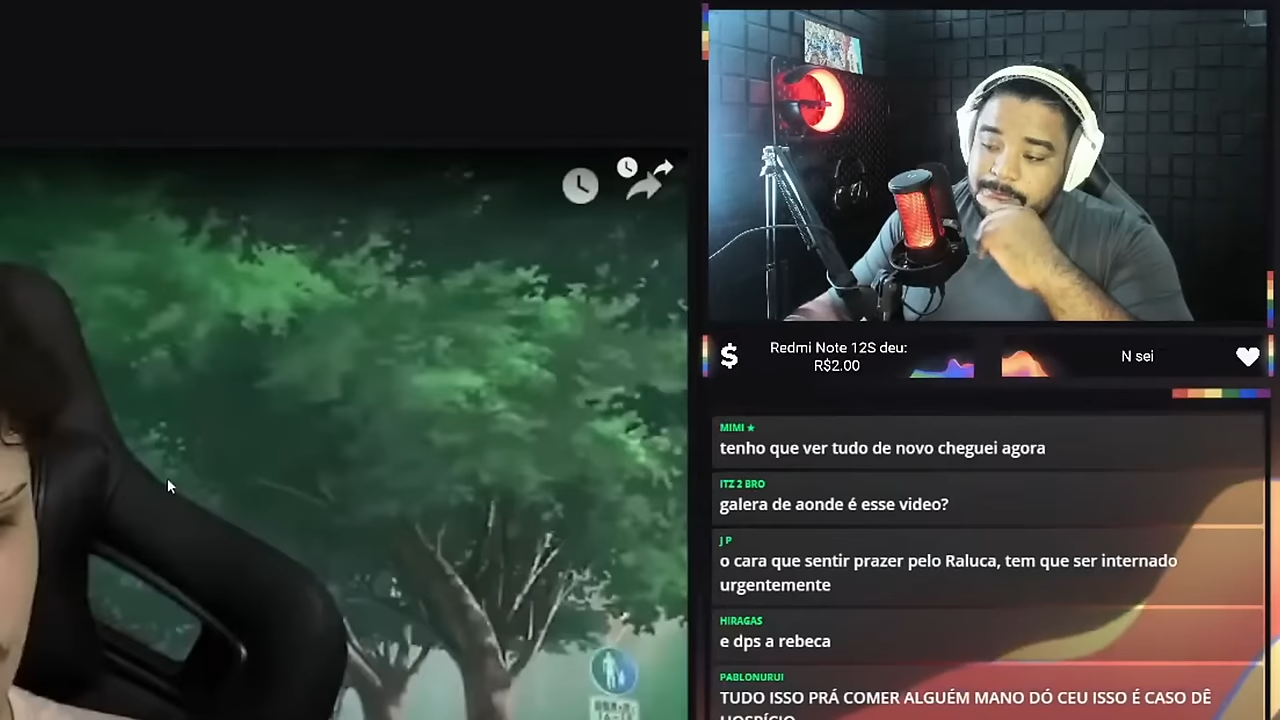 Redmi Note 12S deu:
R$2.00
N sei
MIMI ★
tenho que ver tudo de novo cheguei agora
ITZ 2 BRO
galera de aonde é esse video?
J P
o cara que sentir prazer pelo Raluca, tem que ser internado
urgentemente
HIRAGAS
e dps a rebeca
PABLONURUI
TUDO ISSO PRÁ COMER ALGUÉM MANO DÓ CEU ISSO É CASO DÊ
HOSPÍCIO